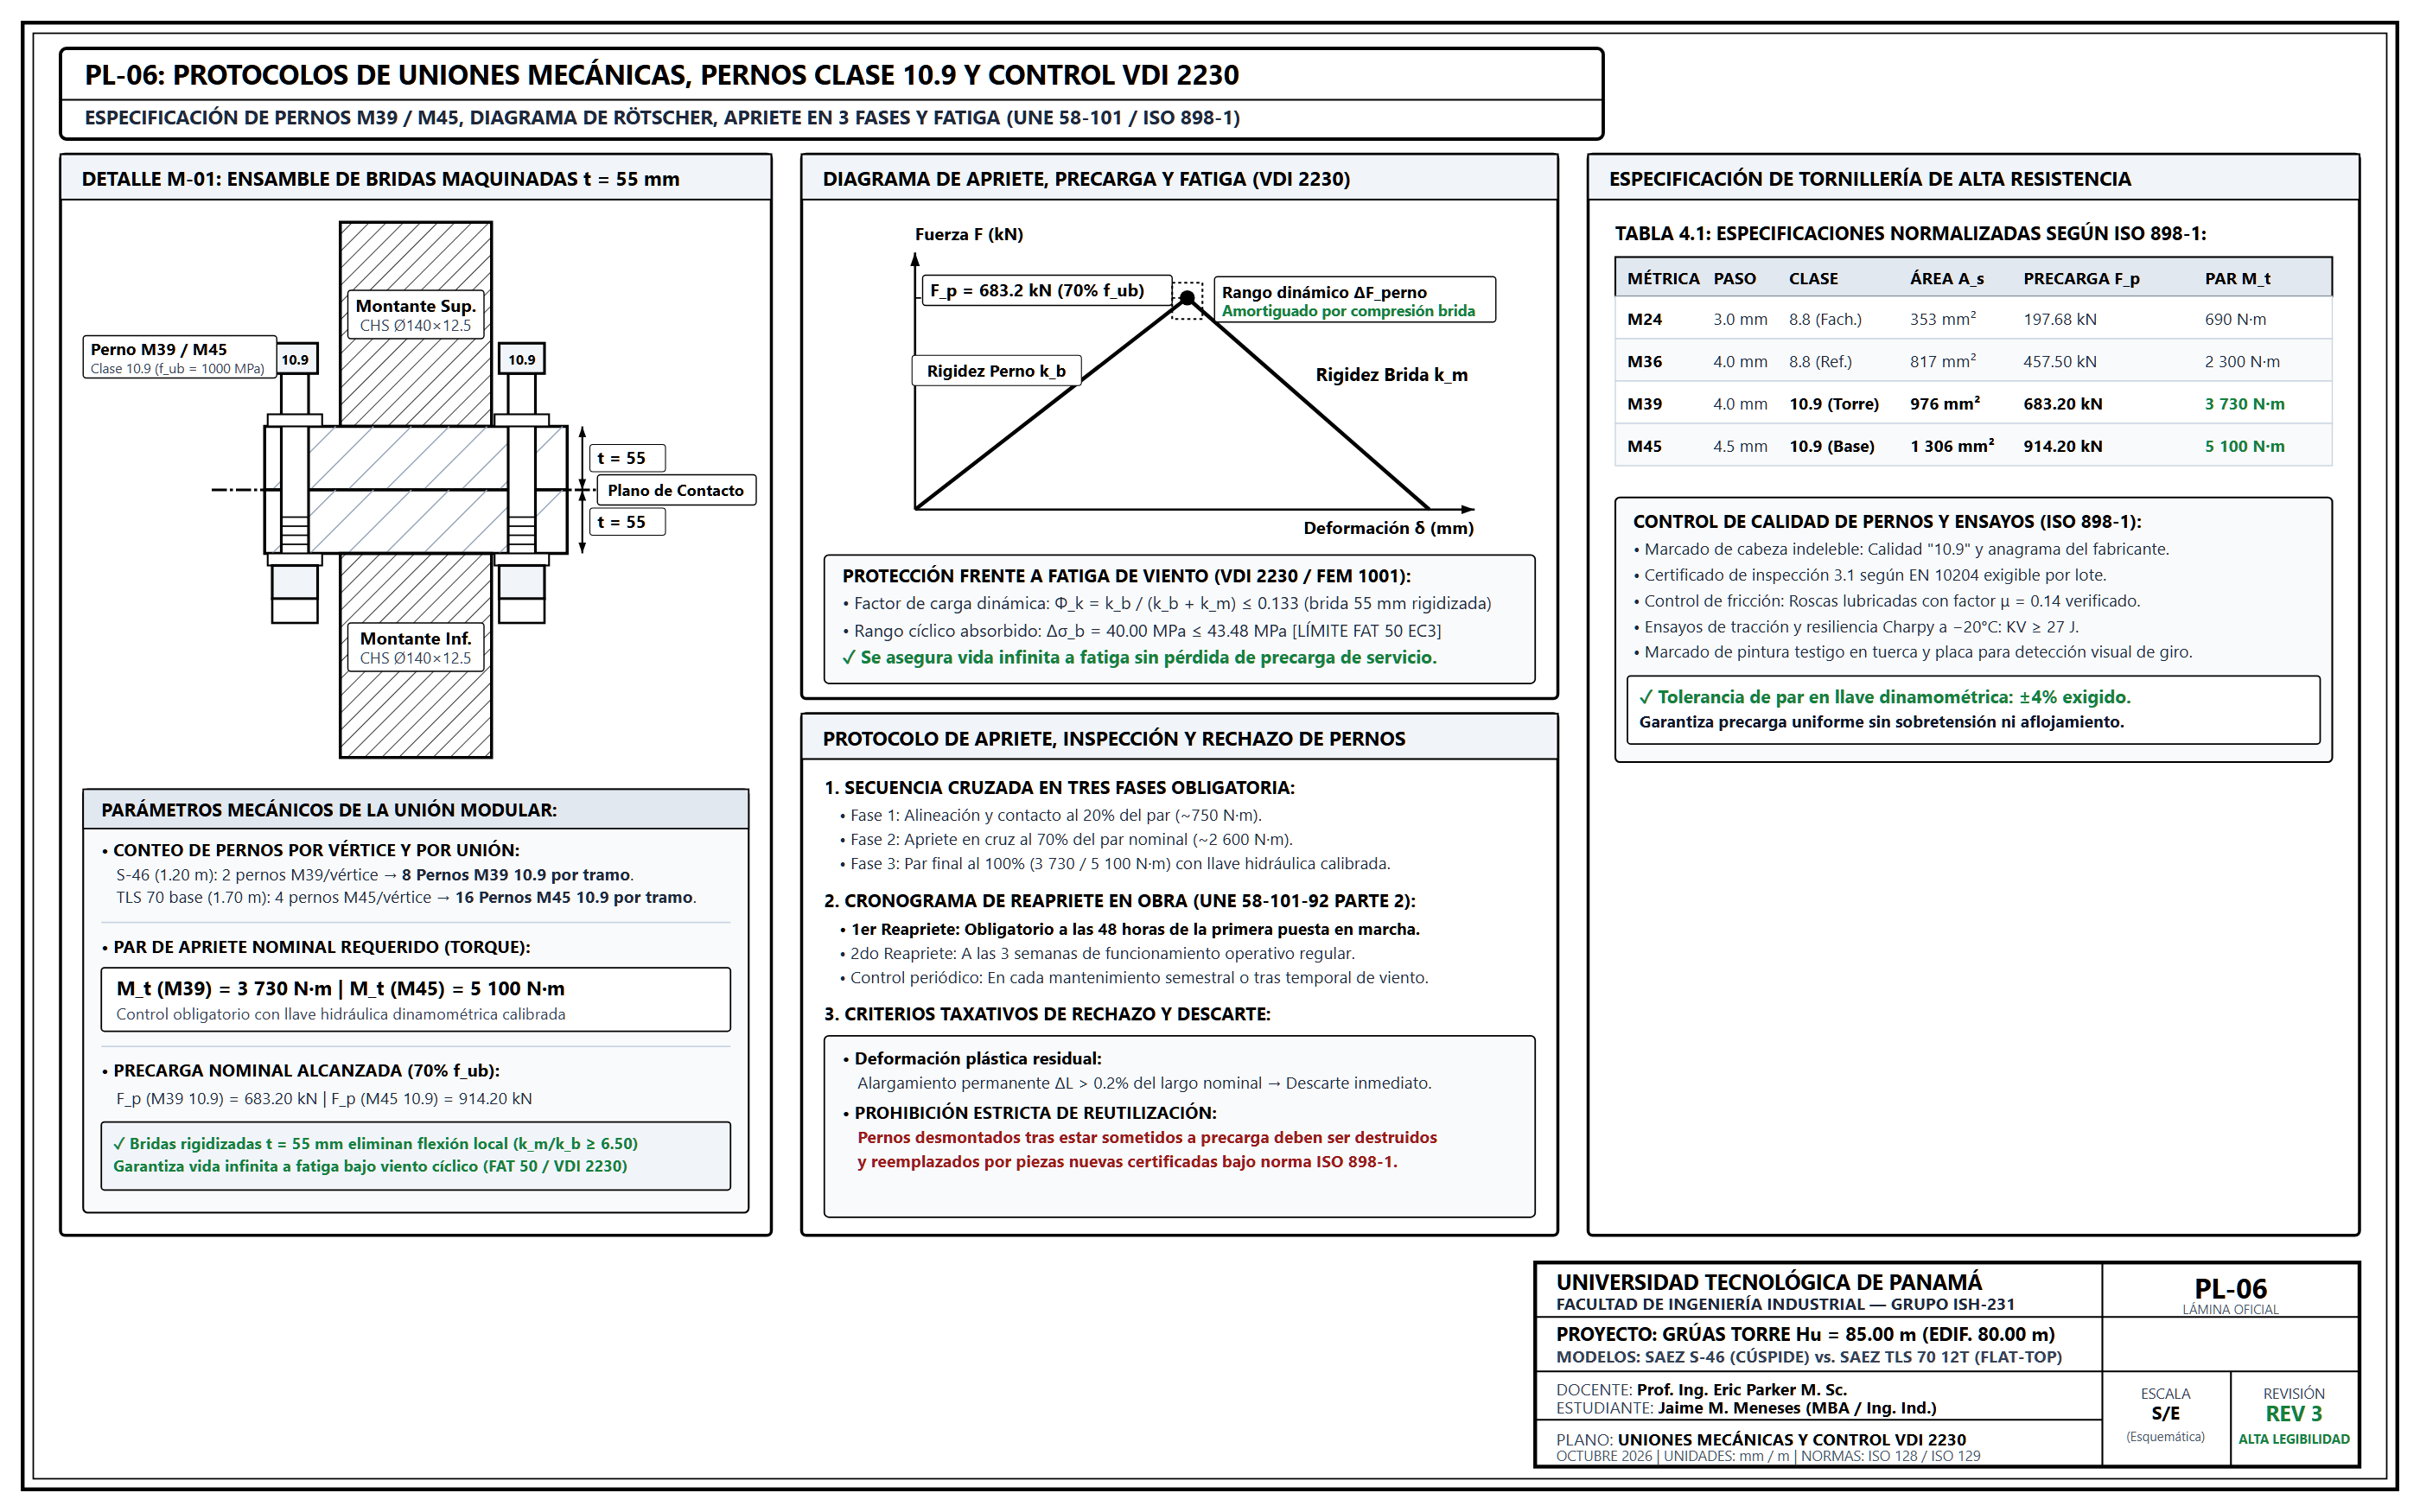 PL-06: PROTOCOLOS DE UNIONES MECÁNICAS, PERNOS CLASE 10.9 Y CONTROL VDI 2230
ESPECIFICACIÓN DE PERNOS M39 / M45, DIAGRAMA DE RÖTSCHER, APRIETE EN 3 FASES Y FATIGA (UNE 58-101 / ISO 898-1)
DETALLE M-01: ENSAMBLE DE BRIDAS MAQUINADAS t = 55 mm
Montante Sup.
CHS Ø140×12.5
Perno M39 / M45
Clase 10.9 (f_ub = 1000 MPa)
10.9
10.9
t = 55
Plano de Contacto
t = 55
Montante Inf.
CHS Ø140×12.5
PARÁMETROS MECÁNICOS DE LA UNIÓN MODULAR:
• CONTEO DE PERNOS POR VÉRTICE Y POR UNIÓN:
S-46 (1.20 m): 2 pernos M39/vértice → 8 Pernos M39 10.9 por tramo.
TLS 70 base (1.70 m): 4 pernos M45/vértice → 16 Pernos M45 10.9 por tramo.
• PAR DE APRIETE NOMINAL REQUERIDO (TORQUE):
M_t (M39) = 3 730 N·m | M_t (M45) = 5 100 N·m
Control obligatorio con llave hidráulica dinamométrica calibrada
• PRECARGA NOMINAL ALCANZADA (70% f_ub):
F_p (M39 10.9) = 683.20 kN | F_p (M45 10.9) = 914.20 kN
✓ Bridas rigidizadas t = 55 mm eliminan flexión local (k_m/k_b ≥ 6.50)
Garantiza vida infinita a fatiga bajo viento cíclico (FAT 50 / VDI 2230)
DIAGRAMA DE APRIETE, PRECARGA Y FATIGA (VDI 2230)
Fuerza F (kN)
F_p = 683.2 kN (70% f_ub)
Rango dinámico ΔF_perno
Amortiguado por compresión brida
Rigidez Perno k_b
Rigidez Brida k_m
Deformación δ (mm)
PROTECCIÓN FRENTE A FATIGA DE VIENTO (VDI 2230 / FEM 1001):
• Factor de carga dinámica: Φ_k = k_b / (k_b + k_m) ≤ 0.133 (brida 55 mm rigidizada)
• Rango cíclico absorbido: Δσ_b = 40.00 MPa ≤ 43.48 MPa [LÍMITE FAT 50 EC3]
✓ Se asegura vida infinita a fatiga sin pérdida de precarga de servicio.
PROTOCOLO DE APRIETE, INSPECCIÓN Y RECHAZO DE PERNOS
1. SECUENCIA CRUZADA EN TRES FASES OBLIGATORIA:
• Fase 1: Alineación y contacto al 20% del par (~750 N·m).
• Fase 2: Apriete en cruz al 70% del par nominal (~2 600 N·m).
• Fase 3: Par final al 100% (3 730 / 5 100 N·m) con llave hidráulica calibrada.
2. CRONOGRAMA DE REAPRIETE EN OBRA (UNE 58-101-92 PARTE 2):
• 1er Reapriete: Obligatorio a las 48 horas de la primera puesta en marcha.
• 2do Reapriete: A las 3 semanas de funcionamiento operativo regular.
• Control periódico: En cada mantenimiento semestral o tras temporal de viento.
3. CRITERIOS TAXATIVOS DE RECHAZO Y DESCARTE:
• Deformación plástica residual:
Alargamiento permanente ΔL > 0.2% del largo nominal → Descarte inmediato.
• PROHIBICIÓN ESTRICTA DE REUTILIZACIÓN:
Pernos desmontados tras estar sometidos a precarga deben ser destruidos
y reemplazados por piezas nuevas certificadas bajo norma ISO 898-1.
ESPECIFICACIÓN DE TORNILLERÍA DE ALTA RESISTENCIA
TABLA 4.1: ESPECIFICACIONES NORMALIZADAS SEGÚN ISO 898-1:
MÉTRICA PASO CLASE ÁREA A_s PRECARGA F_p PAR M_t
M24 3.0 mm 8.8 (Fach.) 353 mm² 197.68 kN 690 N·m
M36 4.0 mm 8.8 (Ref.) 817 mm² 457.50 kN 2 300 N·m
M39 4.0 mm 10.9 (Torre) 976 mm² 683.20 kN 3 730 N·m
M45 4.5 mm 10.9 (Base) 1 306 mm² 914.20 kN 5 100 N·m
CONTROL DE CALIDAD DE PERNOS Y ENSAYOS (ISO 898-1):
• Marcado de cabeza indeleble: Calidad "10.9" y anagrama del fabricante.
• Certificado de inspección 3.1 según EN 10204 exigible por lote.
• Control de fricción: Roscas lubricadas con factor μ = 0.14 verificado.
• Ensayos de tracción y resiliencia Charpy a −20°C: KV ≥ 27 J.
• Marcado de pintura testigo en tuerca y placa para detección visual de giro.
✓ Tolerancia de par en llave dinamométrica: ±4% exigido.
Garantiza precarga uniforme sin sobretensión ni aflojamiento.
UNIVERSIDAD TECNOLÓGICA DE PANAMÁ
FACULTAD DE INGENIERÍA INDUSTRIAL — GRUPO ISH-231
PL-06
LÁMINA OFICIAL
PROYECTO: GRÚAS TORRE Hu = 85.00 m (EDIF. 80.00 m)
MODELOS: SAEZ S-46 (CÚSPIDE) vs. SAEZ TLS 70 12T (FLAT-TOP)
DOCENTE: Prof. Ing. Eric Parker M. Sc.
ESTUDIANTE: Jaime M. Meneses (MBA / Ing. Ind.)
ESCALA
S/E
(Esquemática)
REVISIÓN
REV 3
ALTA LEGIBILIDAD
PLANO: UNIONES MECÁNICAS Y CONTROL VDI 2230
OCTUBRE 2026 | UNIDADES: mm / m | NORMAS: ISO 128 / ISO 129